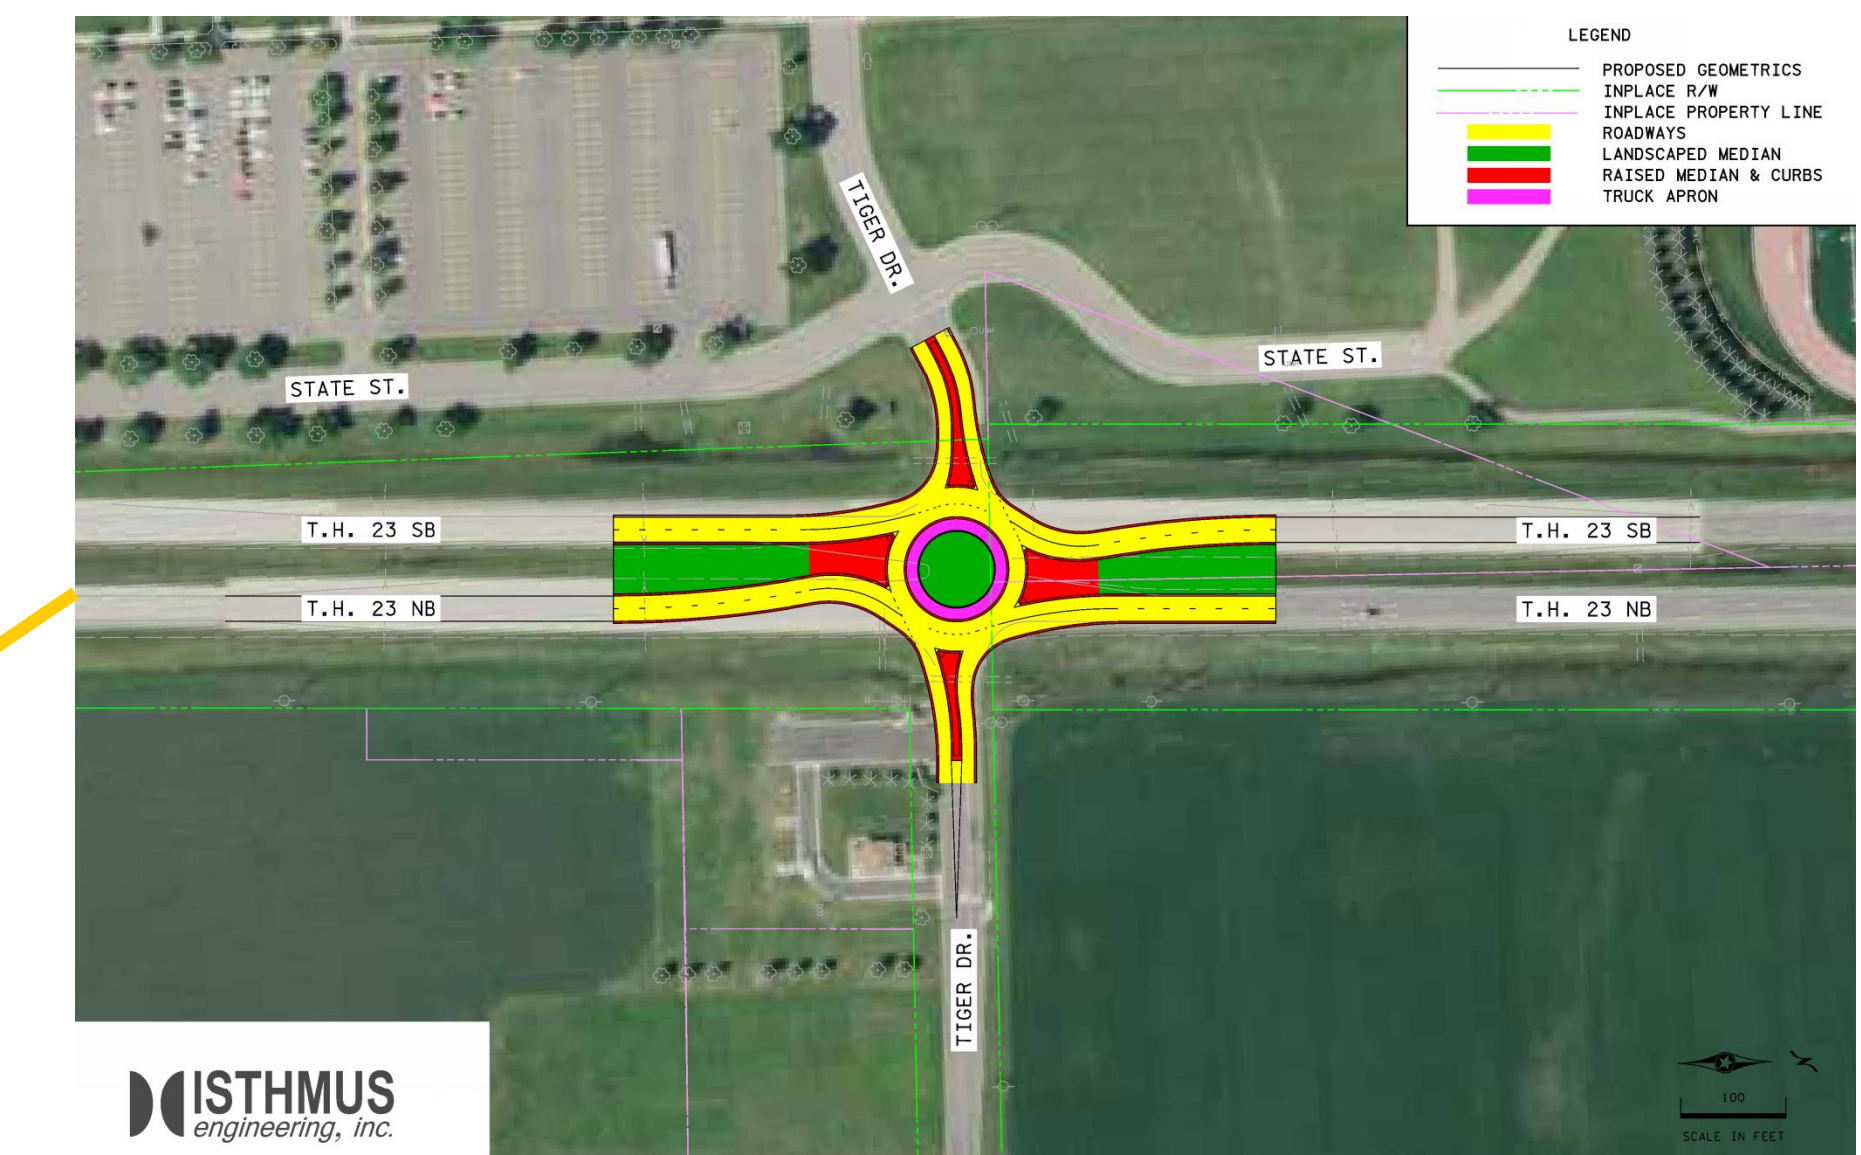 LEGEND
PROPOSED GEOMETRICS
INPLACE R/W
INPLACE PROPERTY LINE
ROADWAYS
LANDSCAPED MEDIAN
RAISED MEDIAN & CURBS
TRUCK APRON
TIGER DR.
STATE ST.
STATE ST.
T.H. 23 SB
T.H. 23 SB
T.H. 23 NB
T.H. 23 NB
TIGER DR.
ISTHMUS
engineering, inc.
100
SCALE IN FEET